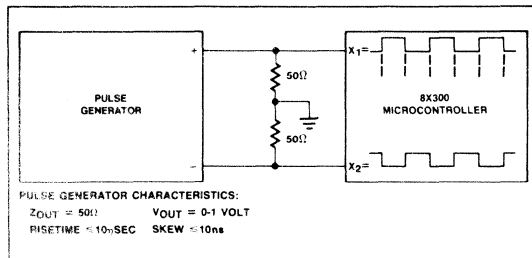 +
X1=
50Ω
PULSE
GENERATOR
8X300
MICROCONTROLLER
50Ω
−
X2=
PULSE GENERATOR CHARACTERISTICS:
ZOUT = 50Ω VOUT = 0-1 VOLT
RISETIME ≤10ηSEC SKEW ≤10ns